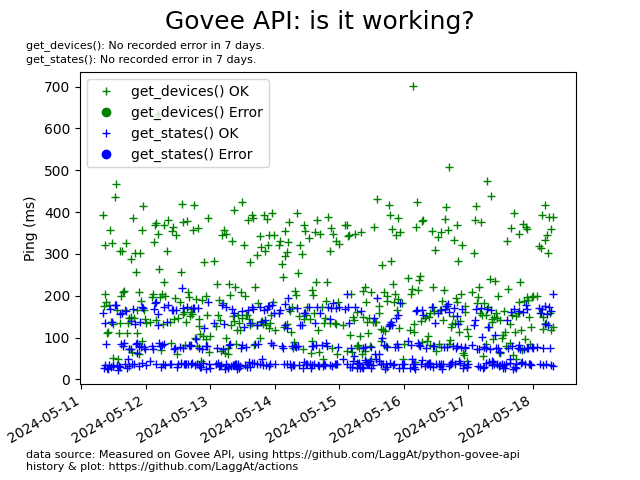 Govee API: is it working?
get_devices(): No recorded error in 7 days.
get_states(): No recorded error in 7 days.
get_devices() OK
get_devices() Error
get_states() OK
get_states() Error
Ping (ms)
700
600
500
400
300
200
100
0
2024-05-11
2024-05-12
2024-05-13
2024-05-14
2024-05-15
2024-05-16
2024-05-17
2024-05-18
data source: Measured on Govee API, using https://github.com/LaggAt/python-govee-api
history & plot: https://github.com/LaggAt/actions